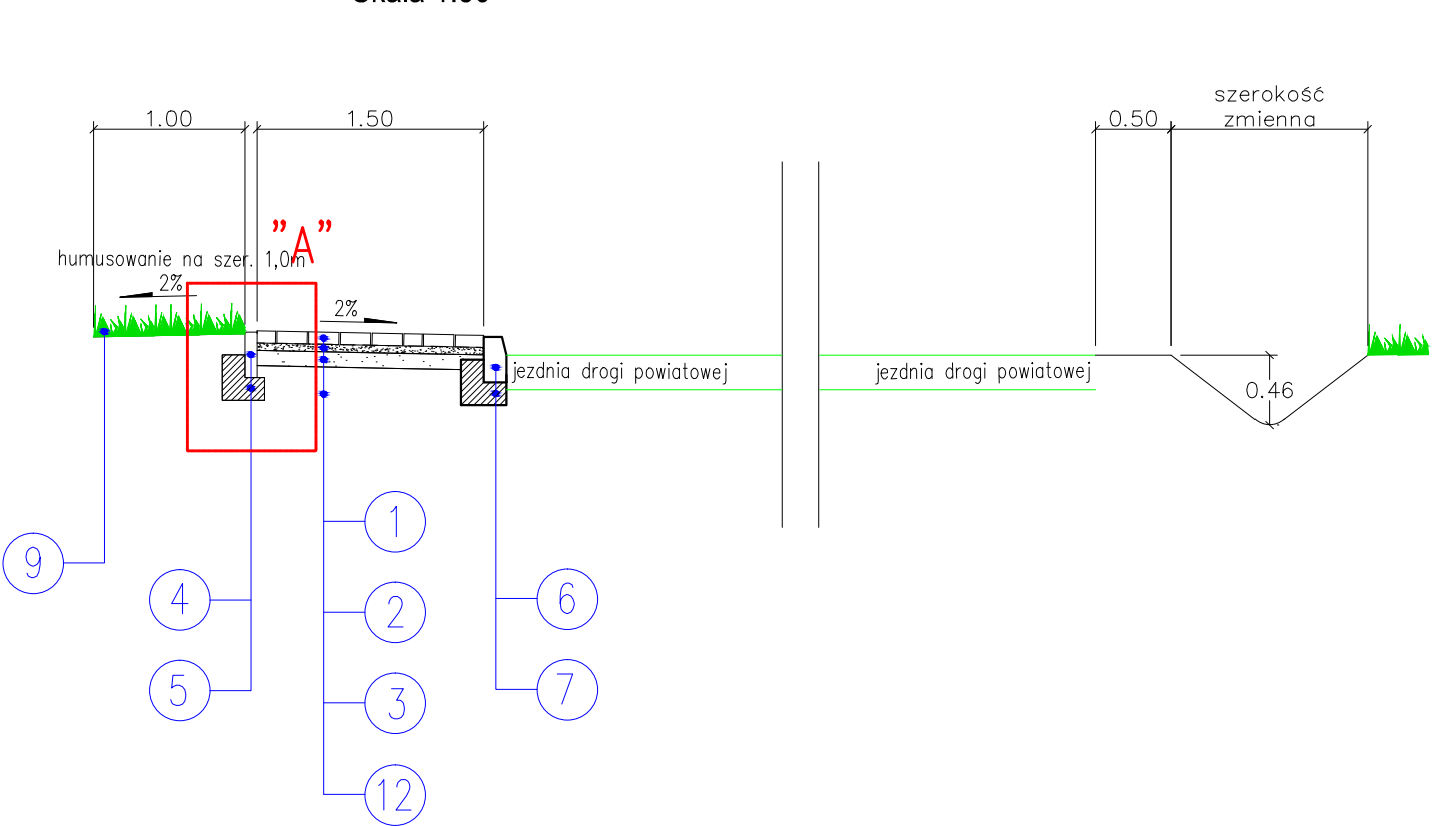 szerokość
1.00 1.50 0.50 zmienna
"A"
humusowanie na szer. 1,0m
2%
2%
jezdnia drogi powiatowej jezdnia drogi powiatowej
0.46
1
9
4 2 6
5 3 7
12